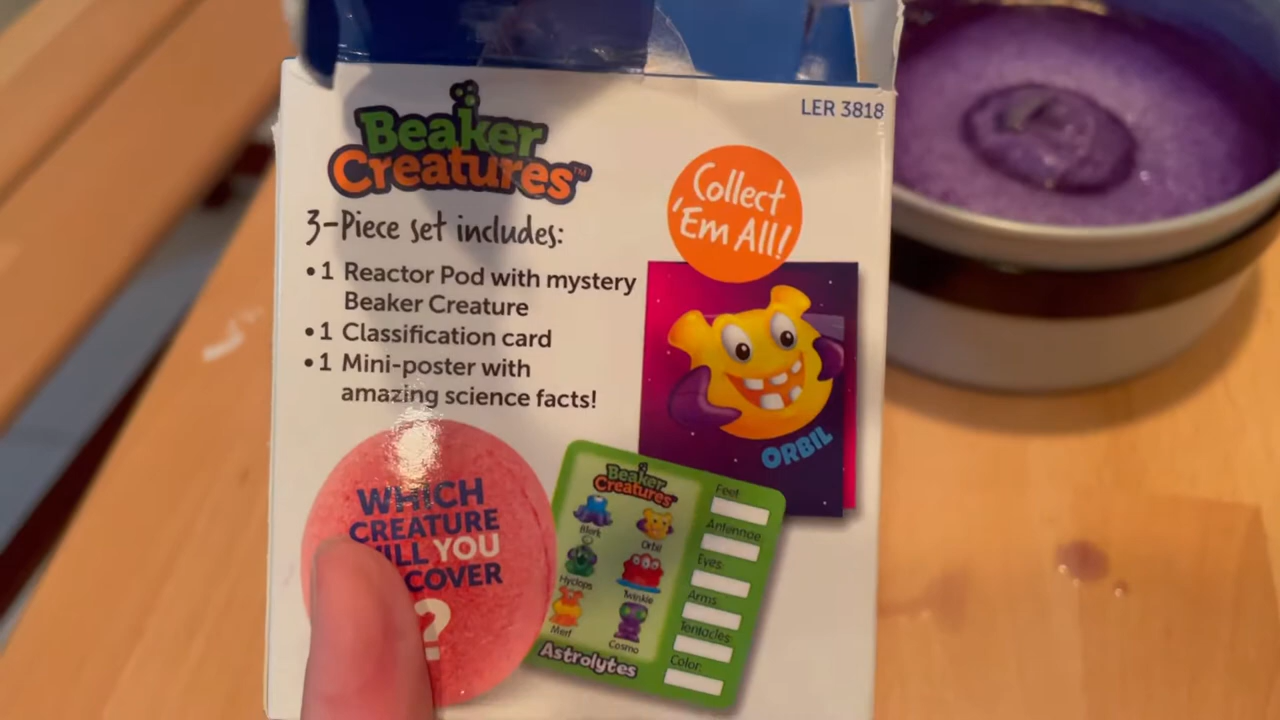 LER 3818
Beaker
Creatures™
Collect
'Em All!
3-Piece set includes:
• 1 Reactor Pod with mystery
Beaker Creature
• 1 Classification card
• 1 Mini-poster with
amazing science facts!
ORBIL
WHICH
CREATURE
YOU
COVER
?
Beaker
Creatures
Blerk
Orbil
Hyclops
Twinkle
Merf
Cosmo
Astrolytes
Feet:
Antennae:
Eyes:
Arms:
Tentacles:
Color: